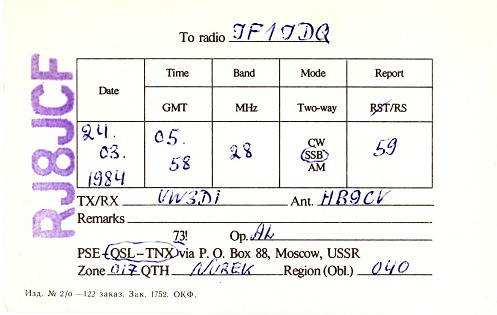 To radio TF1TDQ
RJ8JCF
Date Time Band Mode Report
GMT MHz Two-way RST/RS
24. 03. 1984 05. 58 28 CW SSB AM 59
TX/RX UW3Di Ant. HB9CV
Remarks
73! Op. AL
PSE-QSL-TNX via P. O. Box 88, Moscow, USSR
Zone 017 QTH NUREK Region (Obl.) 040
Изд. № 2/0 —122 заказ. Зак. 1752. ОКФ.